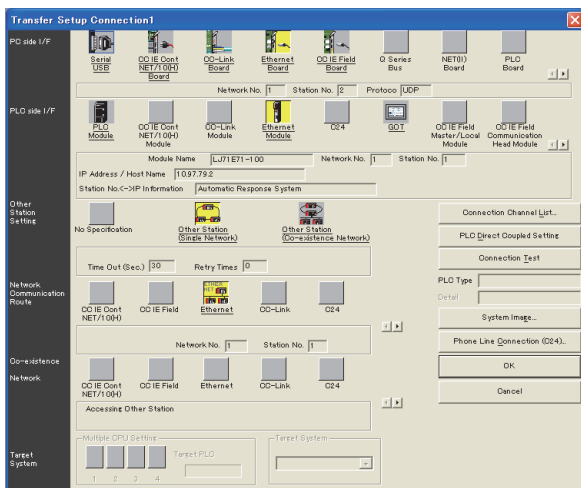 Transfer Setup Connection1
PC side I/F
Serial USB
CC IE Cont NET/10(H) Board
CC-Link Board
Ethernet Board
CC IE Field Board
Q Series Bus
NET(II) Board
PLC Board
Network No. 1 Station No. 2 Protoco UDP
PLC side I/F
PLC Module
CC IE Cont NET/10(H) Module
CC-Link Module
Ethernet Module
C24
GOT
CC IE Field Master/Local Module
CC IE Field Communication Head Module
Module Name LJ71E71-100 Network No. 1 Station No. 1
IP Address / Host Name 10.97.79.2
Station No.<->IP Information Automatic Response System
Other Station Setting
No Specification
Other Station (Single Network)
Other Station (Co-existence Network)
Time Out (Sec.) 30 Retry Times 0
Connection Channel List...
PLC Direct Coupled Setting
Connection Test
PLC Type
Detail
System Image...
Phone Line Connection (C24)...
OK
Cancel
Network Communication Route
CC IE Cont NET/10(H)
CC IE Field
Ethernet
CC-Link
C24
Network No. 1 Station No. 1
Co-existence Network
CC IE Cont NET/10(H)
CC IE Field
Ethernet
CC-Link
C24
Accessing Other Station
Target System
Multiple CPU Setting
1 2 3 4
Target PLC
Target System